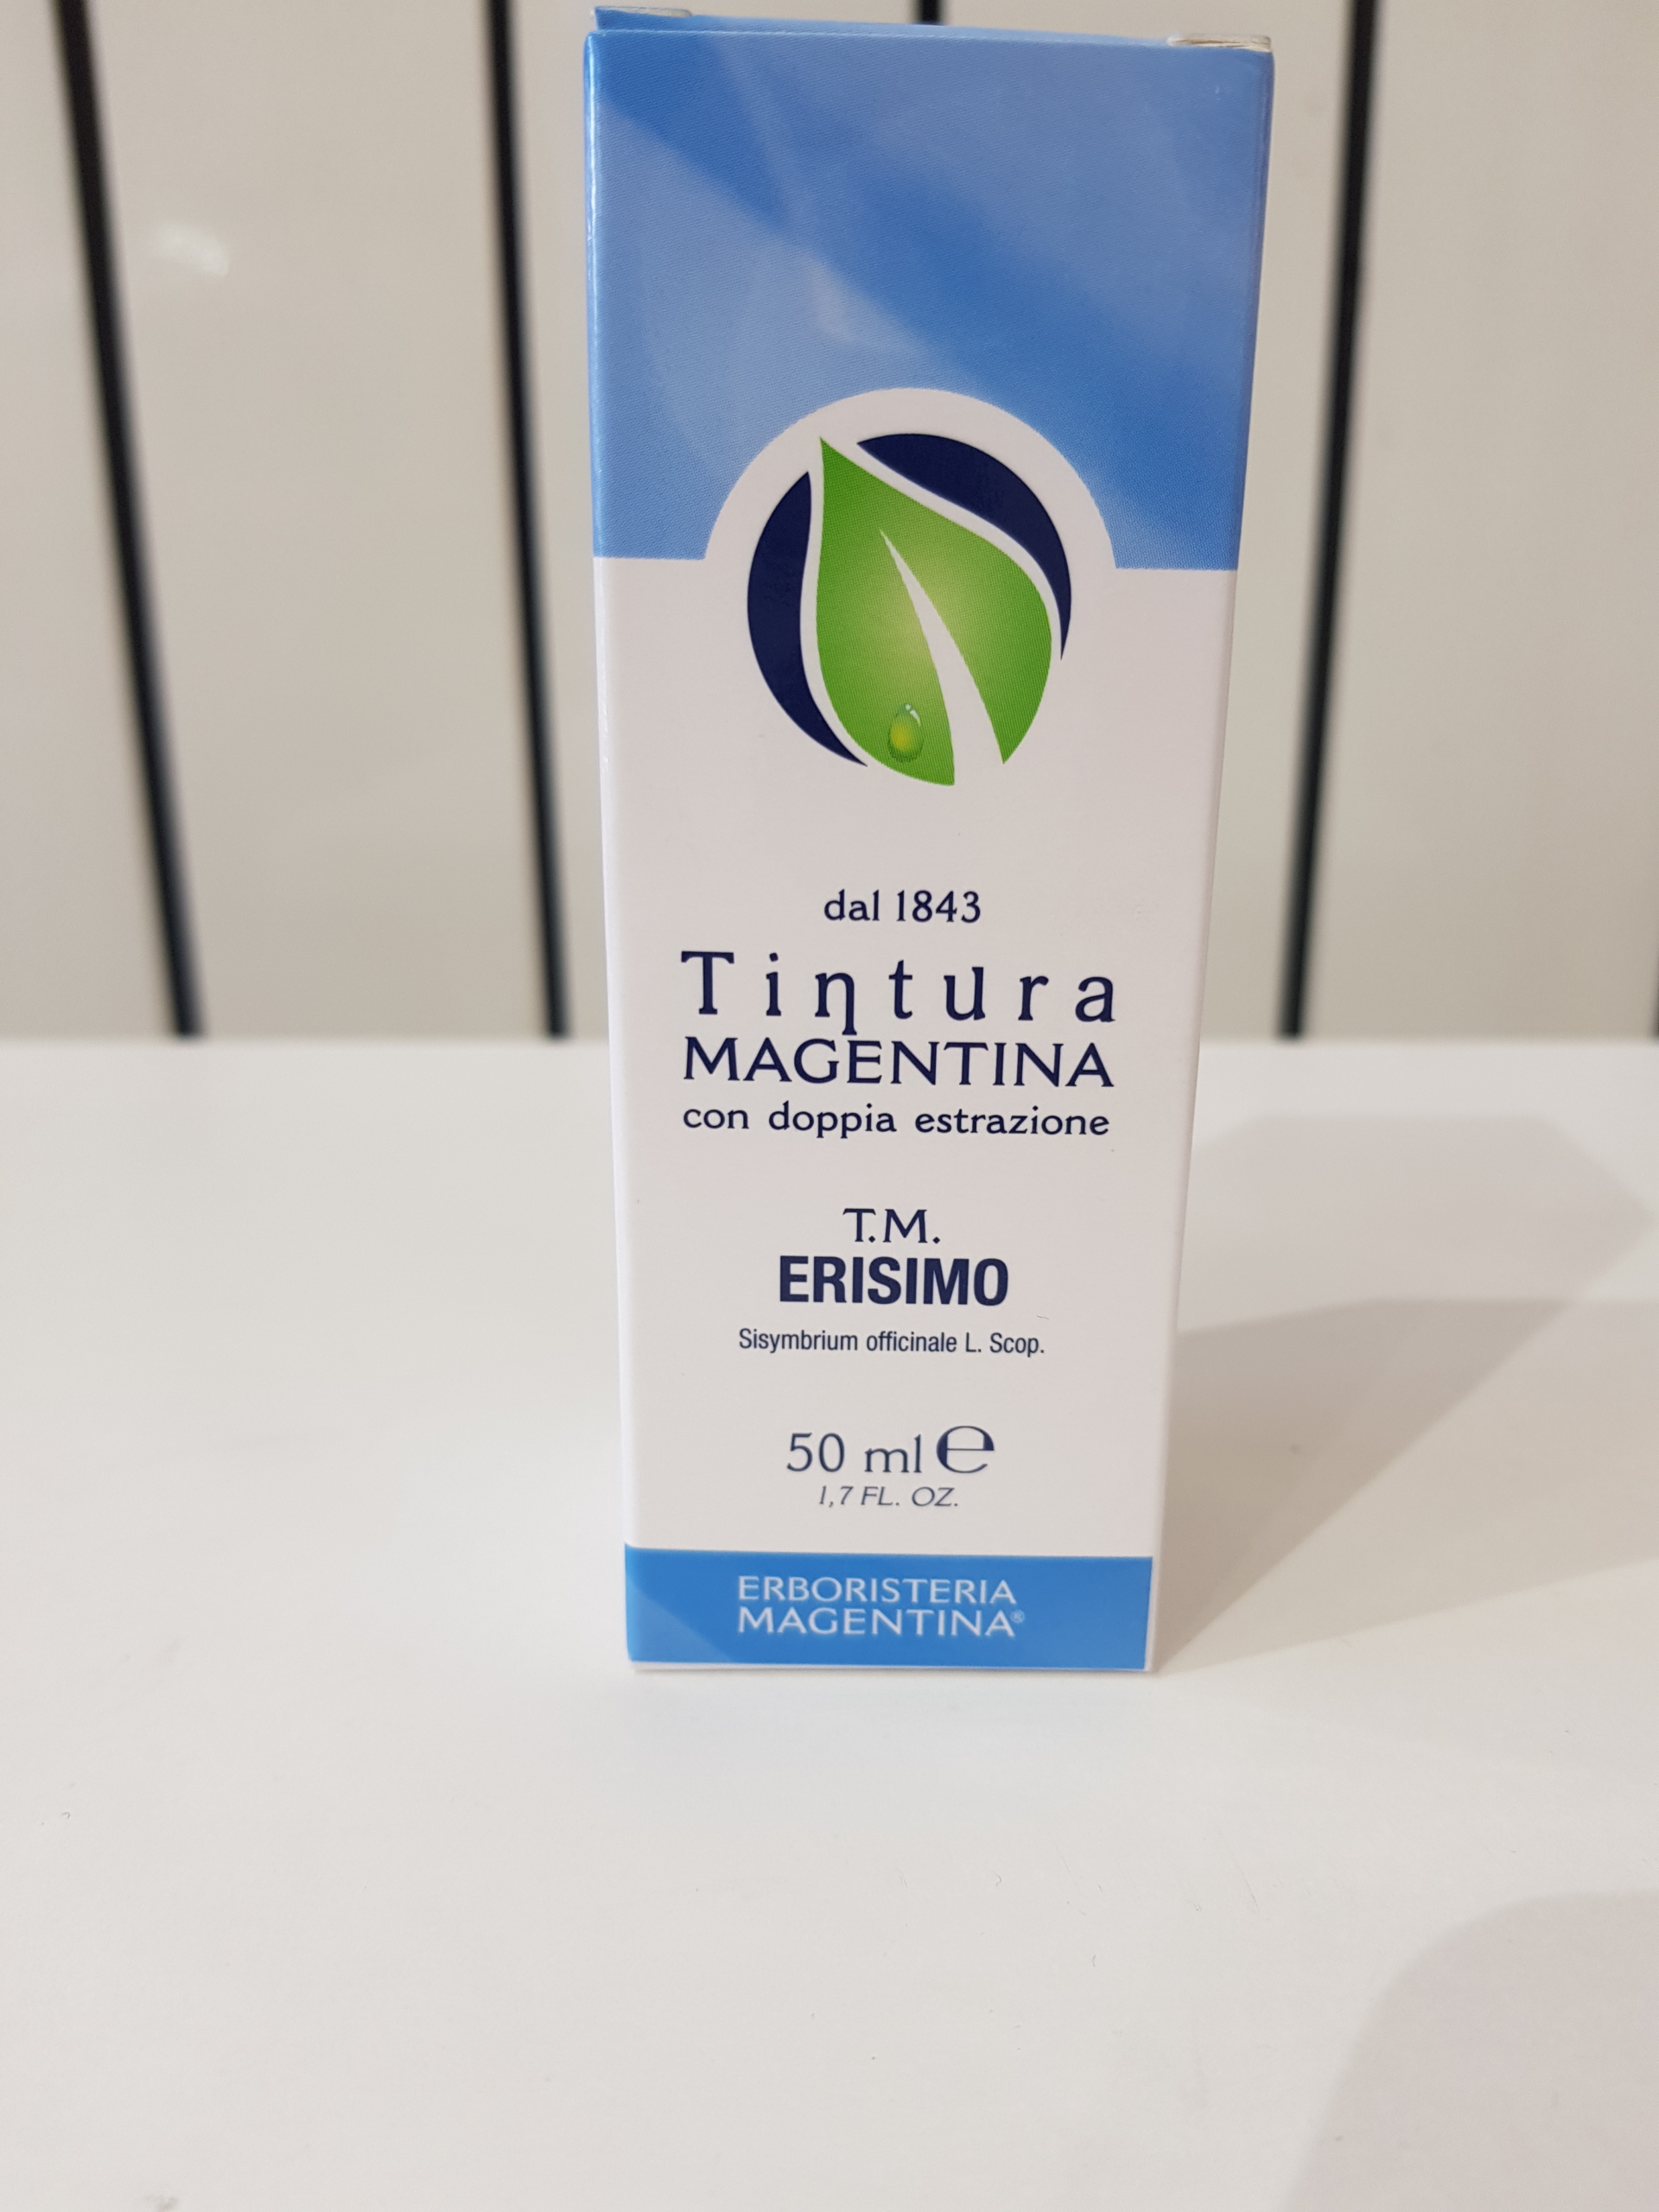 dal 1843
Tintura
MAGENTINA
con doppia estrazione
T.M.
ERISIMO
Sisymbrium officinale L. Scop.
50 ml ℮
1,7 FL. OZ.
ERBORISTERIA
MAGENTINA®